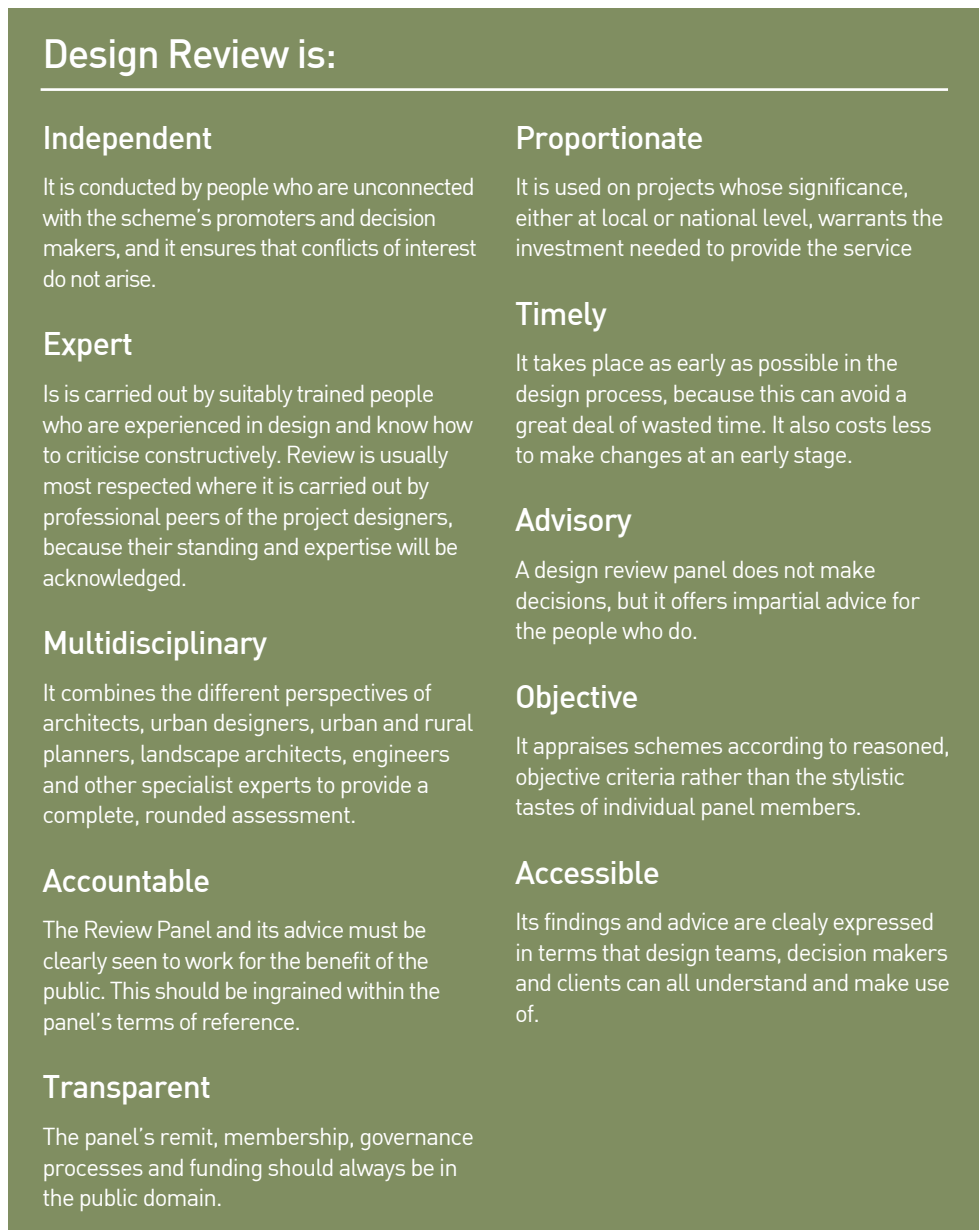 Design Review is:
Independent
It is conducted by people who are unconnected
with the scheme's promoters and decision
makers, and it ensures that conflicts of interest
do not arise.
Expert
Is is carried out by suitably trained people
who are experienced in design and know how
to criticise constructively. Review is usually
most respected where it is carried out by
professional peers of the project designers,
because their standing and expertise will be
acknowledged.
Multidisciplinary
It combines the different perspectives of
architects, urban designers, urban and rural
planners, landscape architects, engineers
and other specialist experts to provide a
complete, rounded assessment.
Accountable
The Review Panel and its advice must be
clearly seen to work for the benefit of the
public. This should be ingrained within the
panel's terms of reference.
Transparent
The panel's remit, membership, governance
processes and funding should always be in
the public domain.
Proportionate
It is used on projects whose significance,
either at local or national level, warrants the
investment needed to provide the service
Timely
It takes place as early as possible in the
design process, because this can avoid a
great deal of wasted time. It also costs less
to make changes at an early stage.
Advisory
A design review panel does not make
decisions, but it offers impartial advice for
the people who do.
Objective
It appraises schemes according to reasoned,
objective criteria rather than the stylistic
tastes of individual panel members.
Accessible
Its findings and advice are clealy expressed
in terms that design teams, decision makers
and clients can all understand and make use
of.